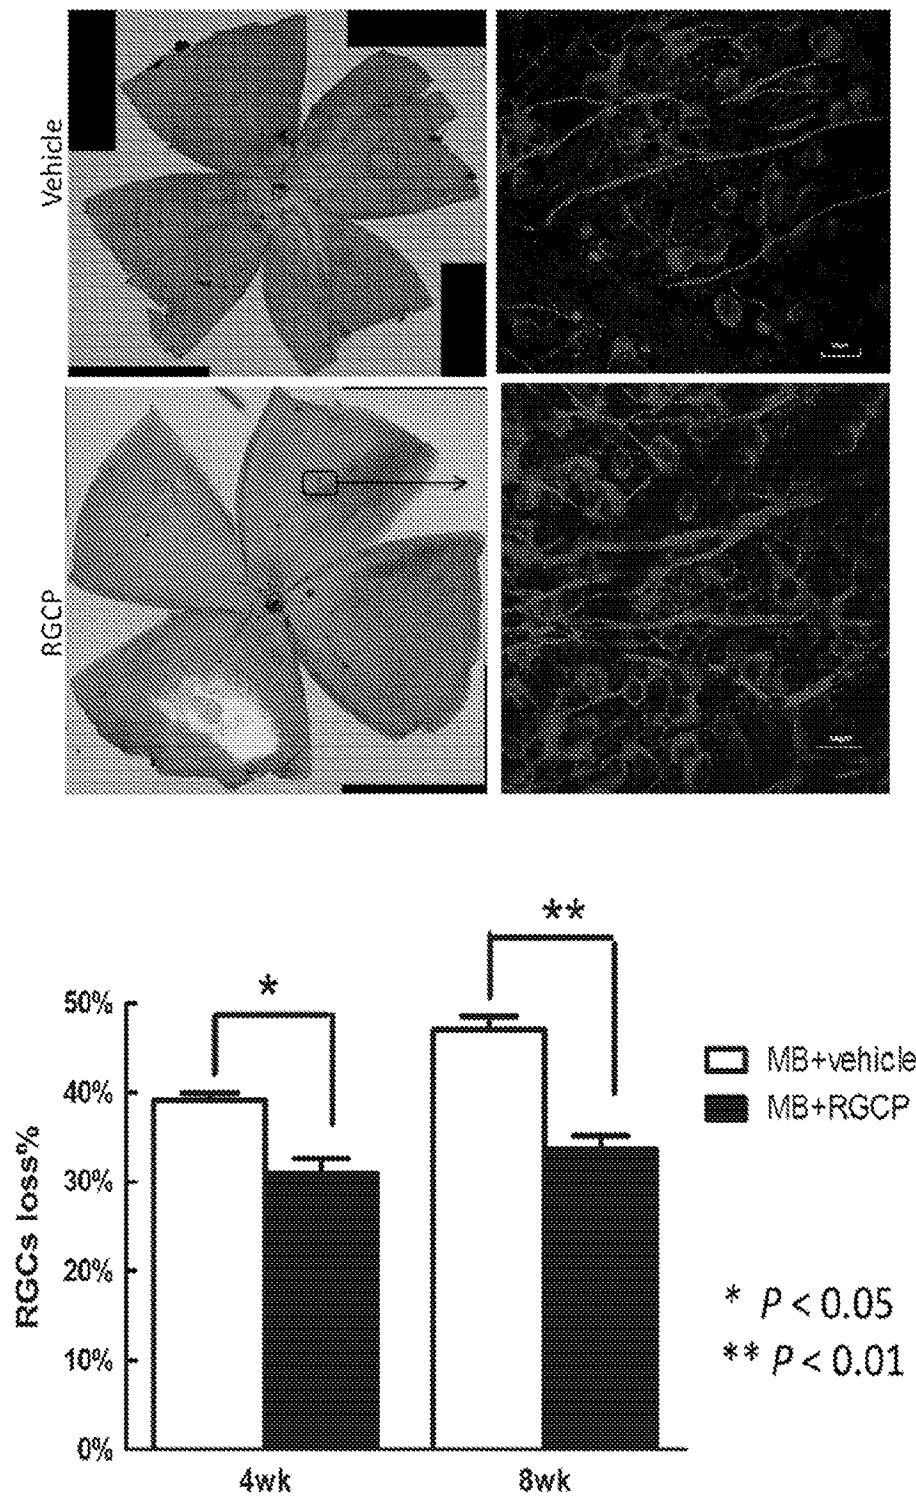 Vehicle
RGCP
**
*
50%
40%
30%
20%
10%
0%
RGCs loss%
4wk
8wk
MB+vehicle
MB+RGCP
* P < 0.05
** P < 0.01